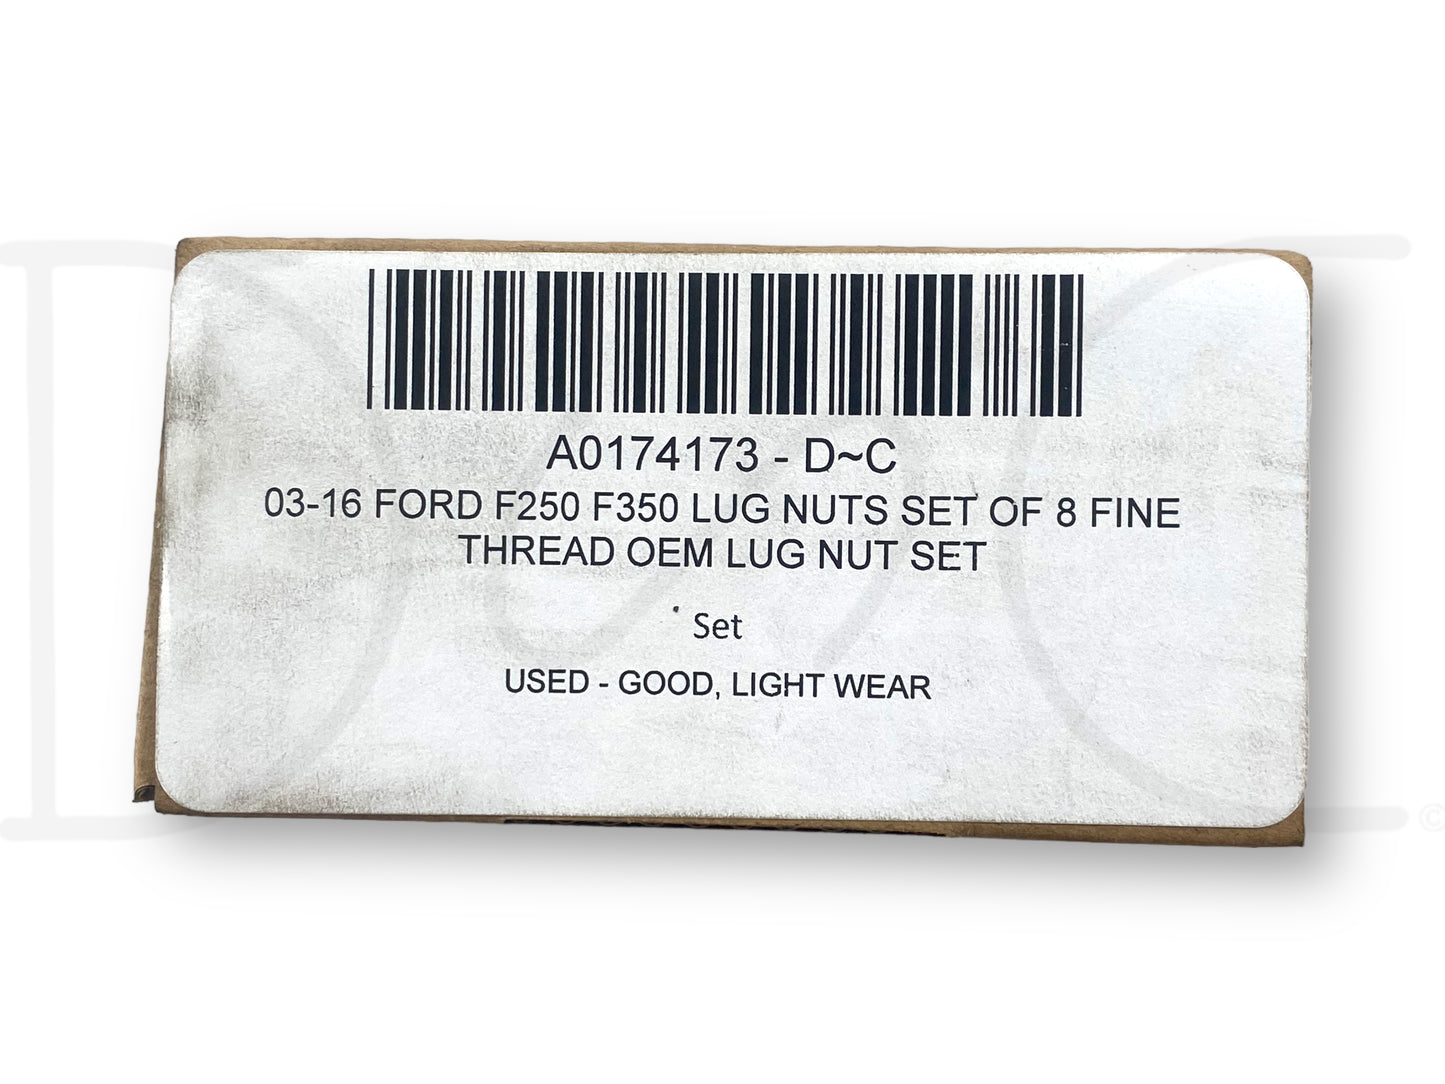 A0174173 - D~C
03-16 FORD F250 F350 LUG NUTS SET OF 8 FINE
THREAD OEM LUG NUT SET
Set
USED - GOOD, LIGHT WEAR
D C ©